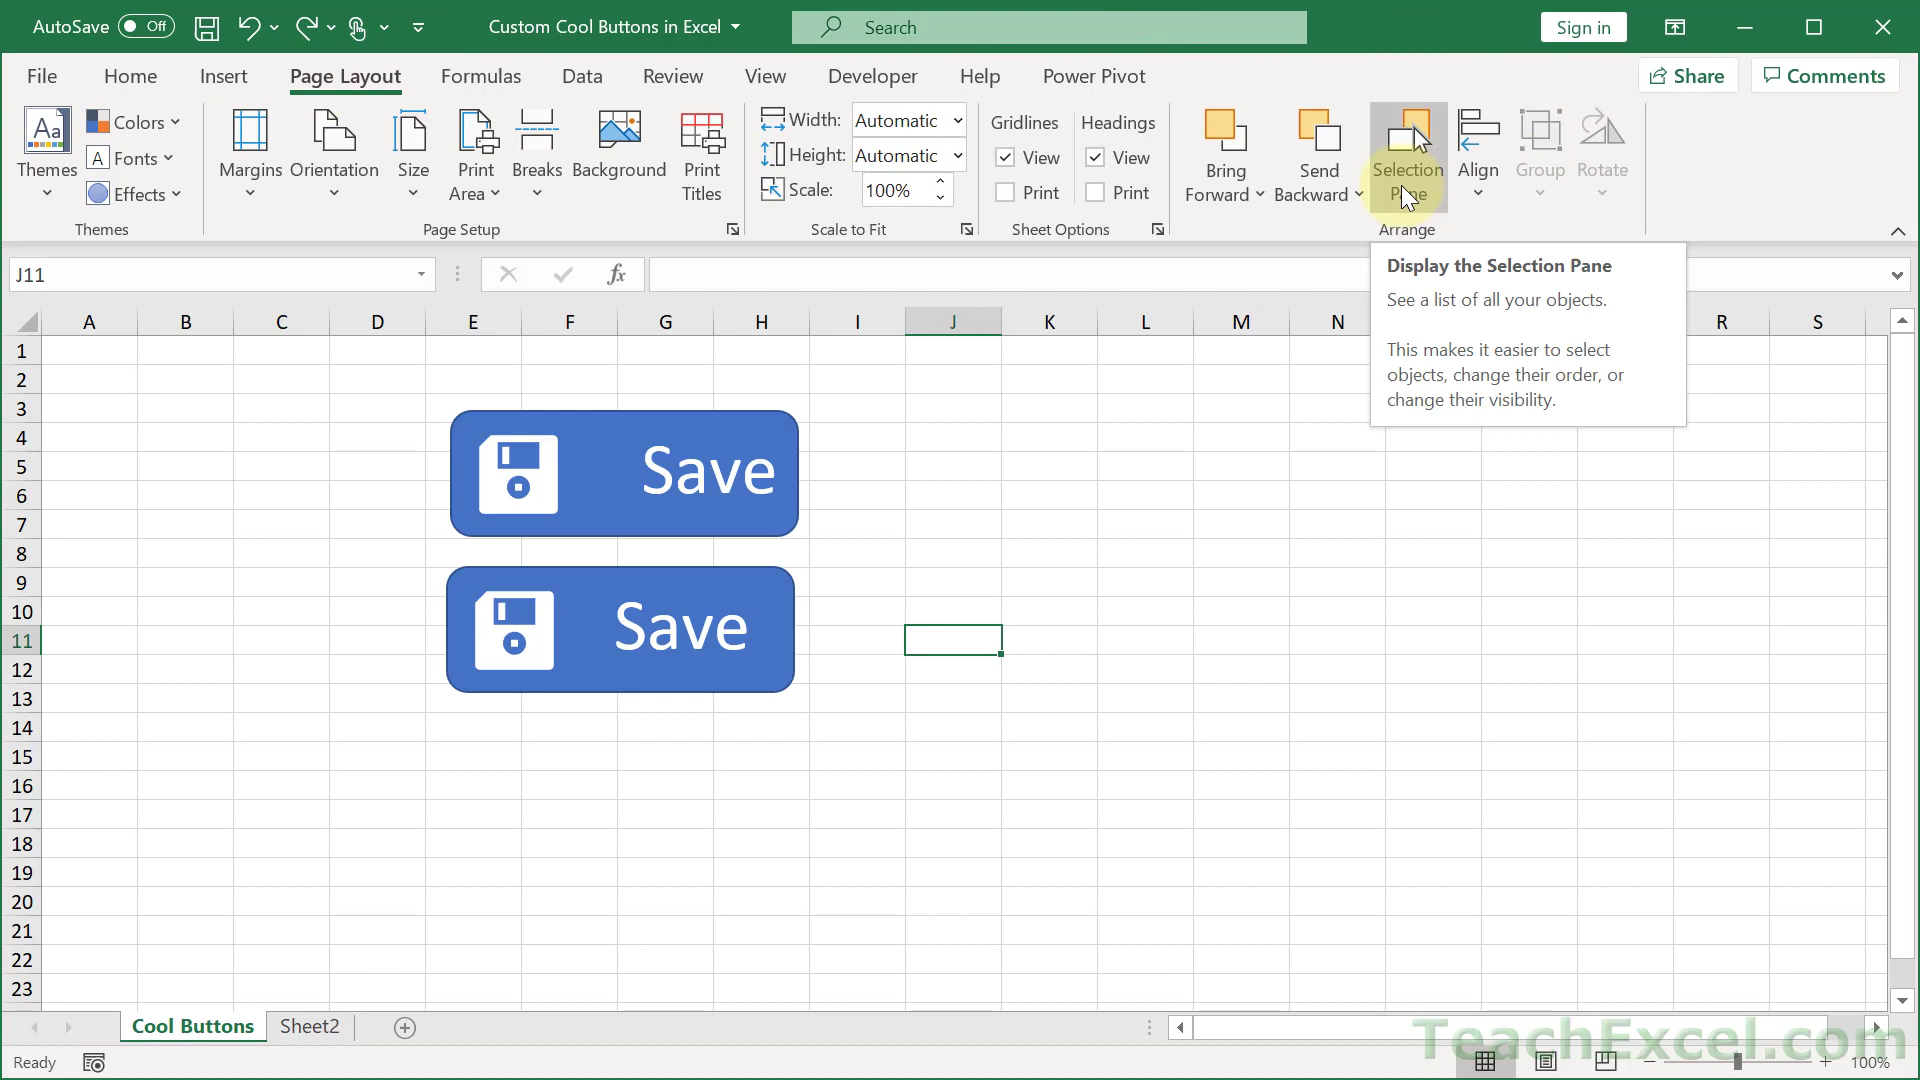 AutoSave Off Custom Cool Buttons in Excel Search Sign in
File Home Insert Page Layout Formulas Data Review View Developer Help Power Pivot Share Comments
Themes
Colors
Fonts
Effects
Themes
Margins
Orientation
Size
Print
Area
Breaks
Background
Print
Titles
Page Setup
Width: Automatic
Height: Automatic
Scale: 100%
Scale to Fit
Gridlines
View
Print
Headings
View
Print
Sheet Options
Bring
Forward
Send
Backward
Selection
Pane
Align
Group
Rotate
Arrange
J11
fx
Display the Selection Pane
See a list of all your objects.
This makes it easier to select
objects, change their order, or
change their visibility.
A B C D E F G H I J K L M N R S
1
2
3
4
5
6
7
8
9
10
11
12
13
14
15
16
17
18
19
20
21
22
23
Save
Save
Cool Buttons Sheet2
TeachExcel.com
Ready 100%